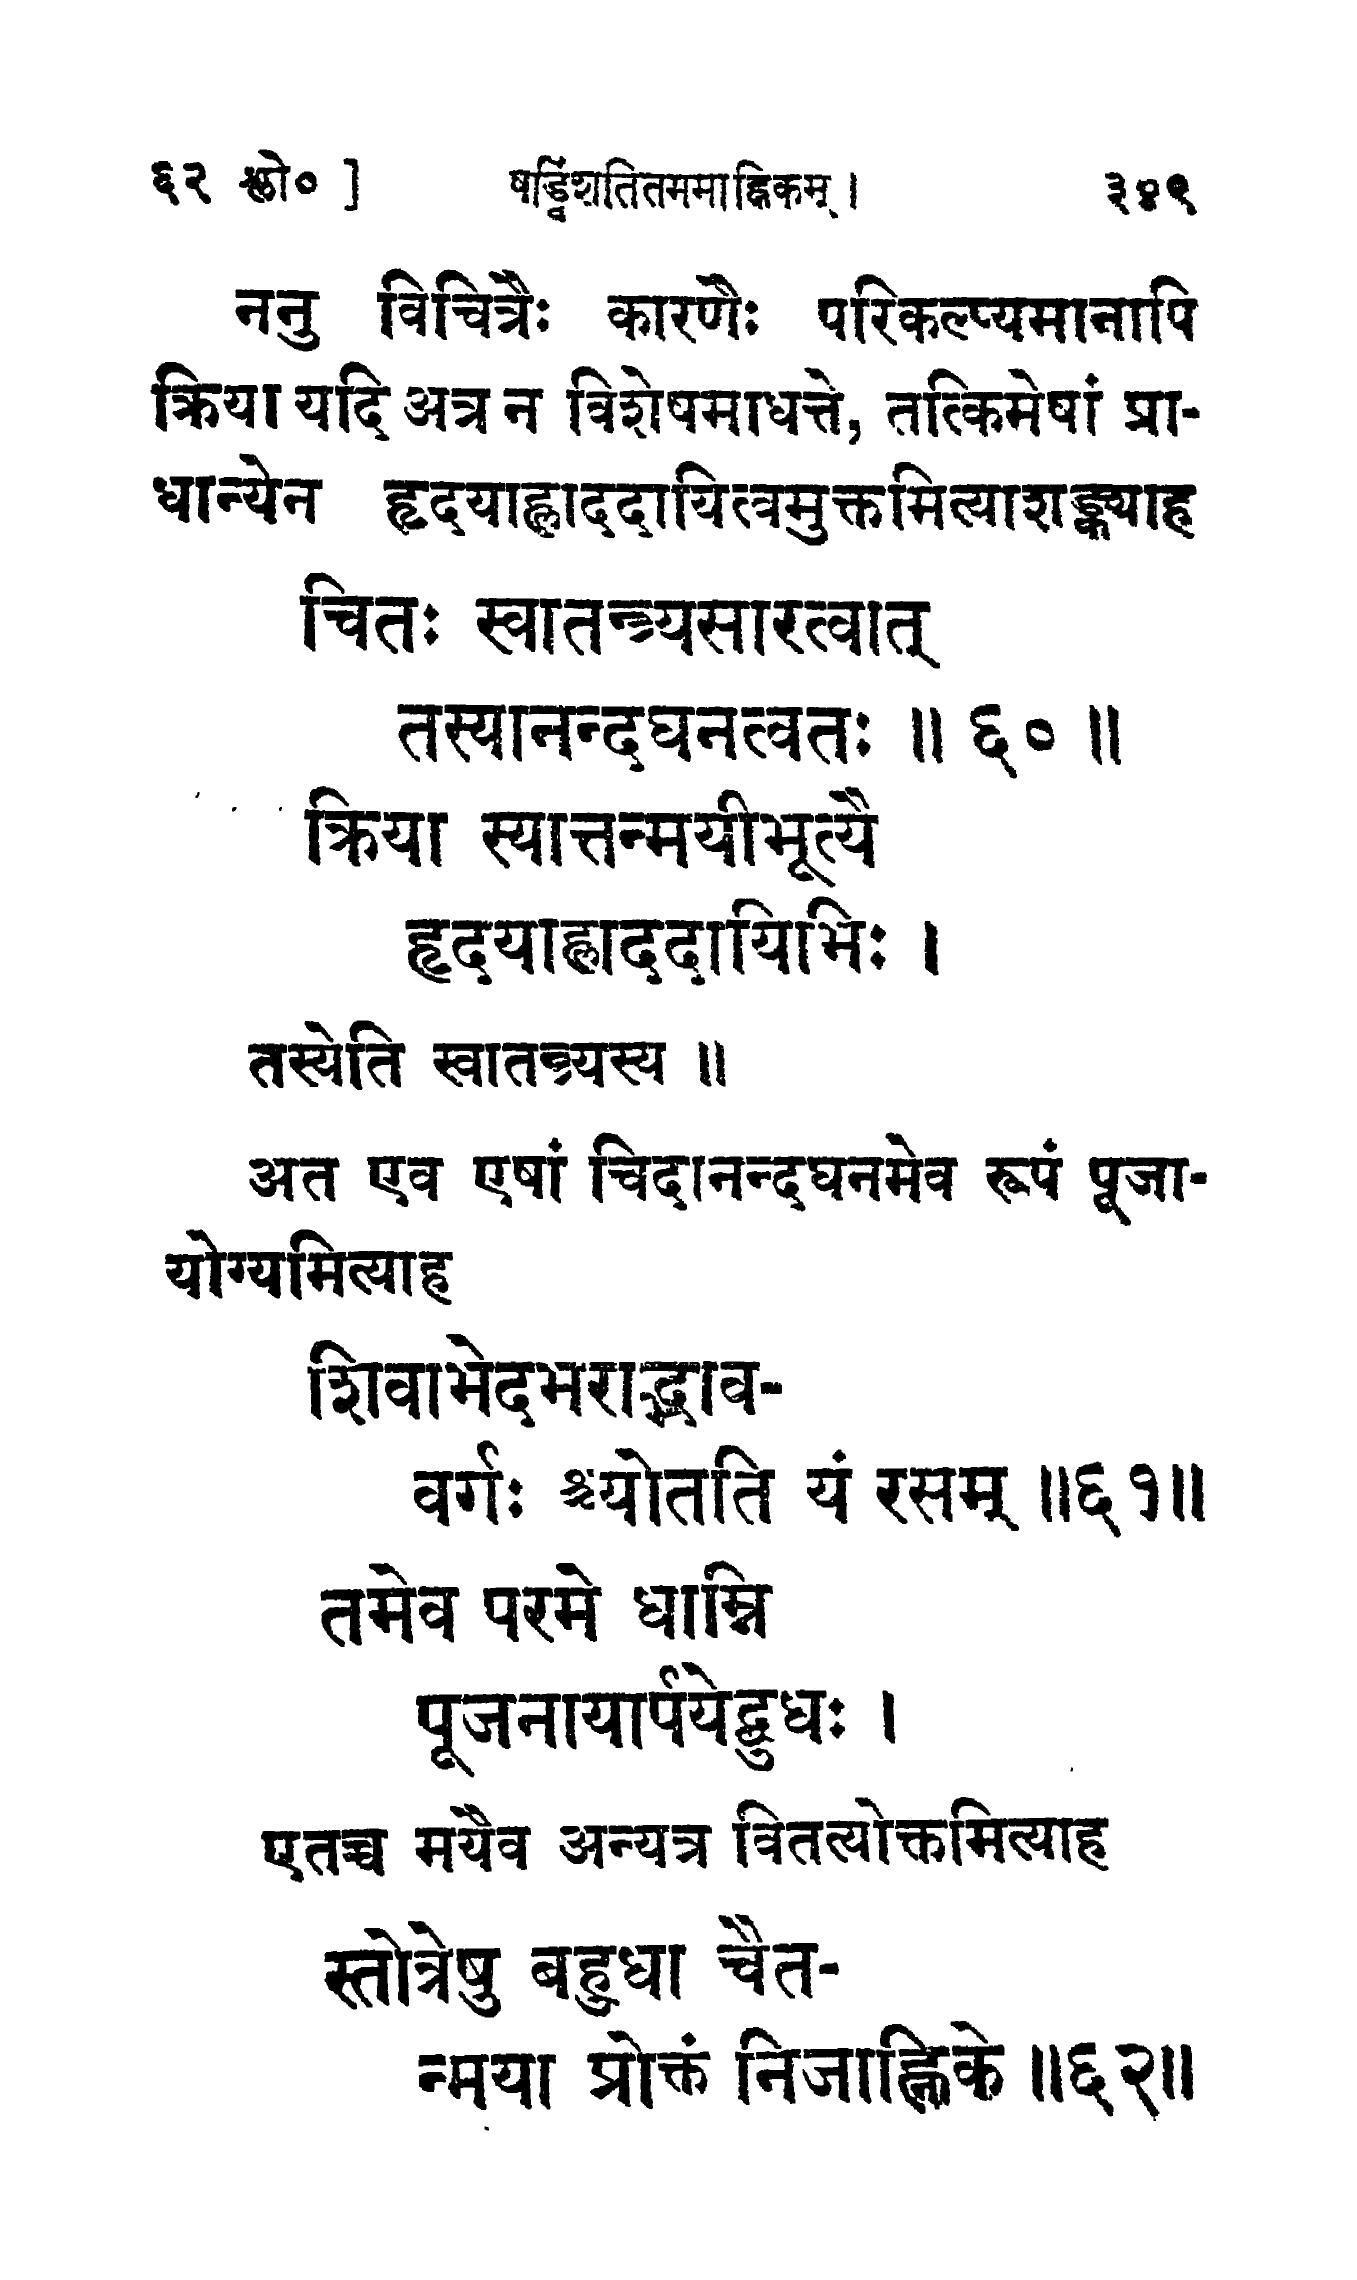 ६२ श्लो० ] षड्विंशतितममाह्निकम् । ३४९
ननु विचित्रैः कारणैः परिकल्प्यमानापि
क्रिया यदि अत्र न विशेषमाधत्ते, तत्किमेषां प्रा-
धान्येन हृदयाह्लाददायित्वमुक्तमित्याशङ्क्याह
चितः स्वातन्त्र्यसारत्वात्
तस्यानन्दघनत्वतः ॥ ६० ॥
क्रिया स्यात्तन्मयीभूत्यै
हृदयाह्लाददायिभिः ।
तस्येति स्वातन्त्र्यस्य ॥
अत एव एषां चिदानन्दघनमेव रूपं पूजा-
योग्यमित्याह
शिवाभेदभराद्भाव-
वर्गः श्च्योतति यं रसम् ॥६१॥
तमेव परमे धाम्नि
पूजनायार्पयेद्बुधः ।
एतच्च मयैव अन्यत्र वितत्योक्तमित्याह
स्तोत्रेषु बहुधा चैत-
न्मया प्रोक्तं निजाह्निके ॥६२॥